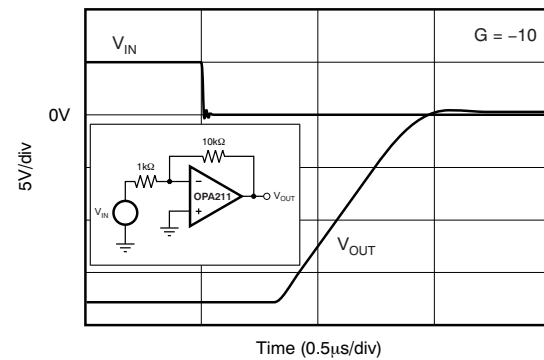 V_IN
G = −10
0V
5V/div
10kΩ
1kΩ
OPA211
V_OUT
V_IN
V_OUT
Time (0.5µs/div)